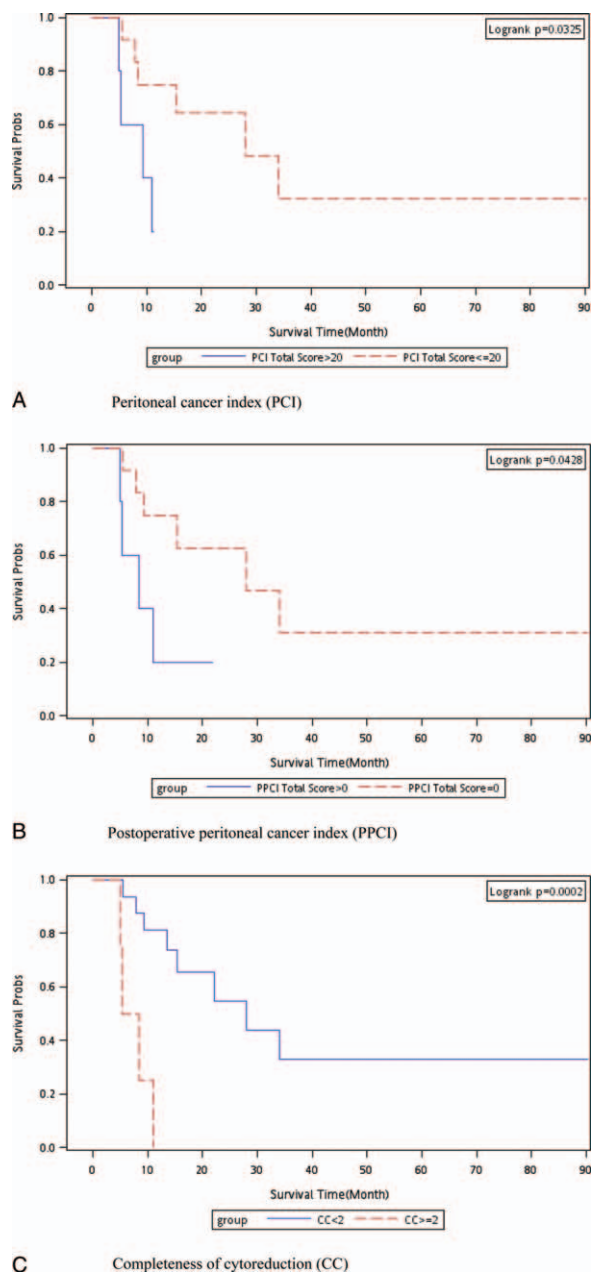 Logrank p=0.0325
1.0
0.8
0.6
0.4
0.2
0.0
Survival Probs
0 10 20 30 40 50 60 70 80 90
Survival Time(Month)
group PCI Total Score>20 PCI Total Score<=20
A Peritoneal cancer index (PCI)
Logrank p=0.0428
1.0
0.8
0.6
0.4
0.2
0.0
Survival Probs
0 10 20 30 40 50 60 70 80 90
Survival Time(Month)
group PPCI Total Score>0 PPCI Total Score=0
B Postoperative peritoneal cancer index (PPCI)
Logrank p=0.0002
1.0
0.8
0.6
0.4
0.2
0.0
Survival Probs
0 10 20 30 40 50 60 70 80 90
Survival Time(Month)
group CC<2 CC>=2
C Completeness of cytoreduction (CC)